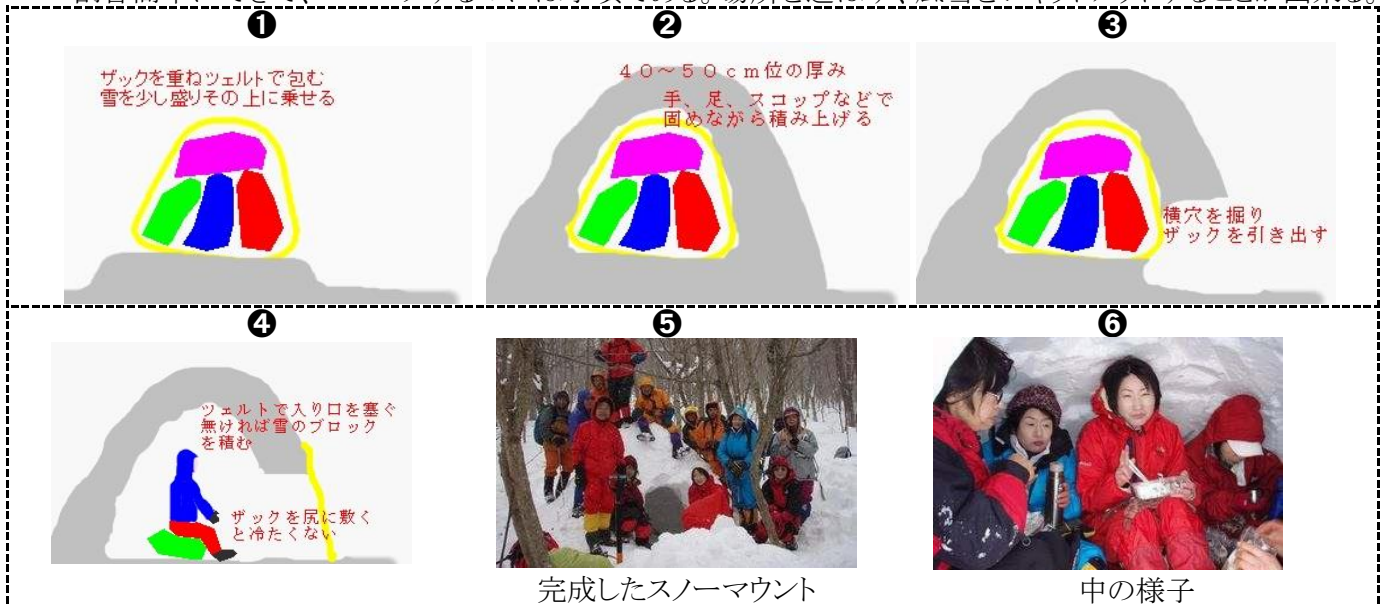 ❶
ザックを重ねツェルトで包む
雪を少し盛りその上に乗せる
❷
40〜50cm位の厚み
手、足、スコップなどで
固めながら積み上げる
❸
横穴を掘り
ザックを引き出す
❹
ツェルトで入り口を塞ぐ
無ければ雪のブロック
を積む
ザックを尻に敷く
と冷たくない
❺
完成したスノーマウント
❻
中の様子